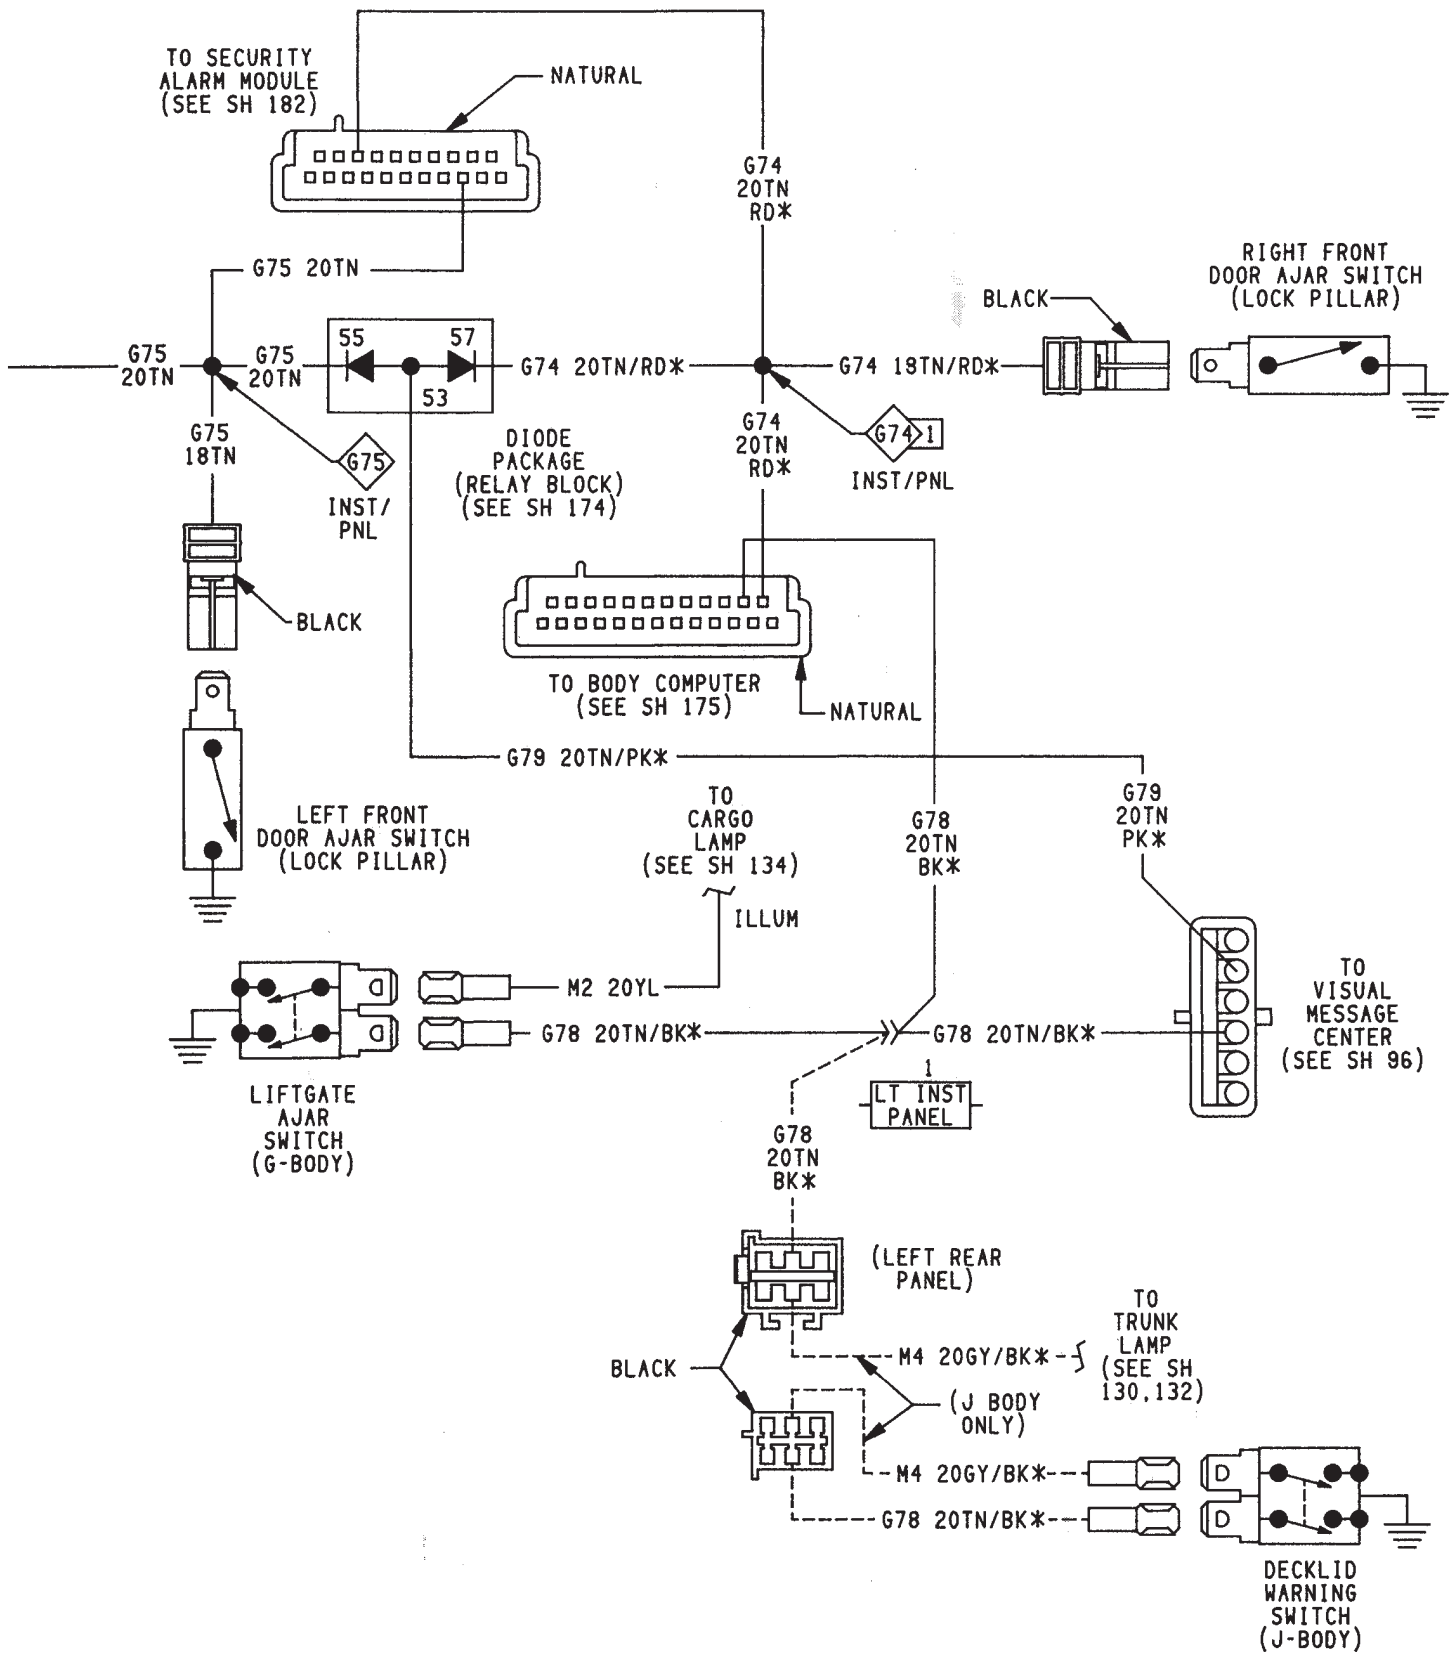 TO SECURITY
ALARM MODULE
(SEE SH 182)
NATURAL
G74
20TN
RD*
G75 20TN
RIGHT FRONT
DOOR AJAR SWITCH
(LOCK PILLAR)
BLACK
G75
20TN
G75
20TN
55
57
53
G74 20TN/RD*
G74 18TN/RD*
G75
18TN
G75
INST/
PNL
DIODE
PACKAGE
(RELAY BLOCK)
(SEE SH 174)
G74
20TN
RD*
G74 1
INST/PNL
BLACK
TO BODY COMPUTER
(SEE SH 175)
NATURAL
G79 20TN/PK*
LEFT FRONT
DOOR AJAR SWITCH
(LOCK PILLAR)
TO
CARGO
LAMP
(SEE SH 134)
ILLUM
G78
20TN
BK*
G79
20TN
PK*
M2 20YL
G78 20TN/BK*
G78 20TN/BK*
TO
VISUAL
MESSAGE
CENTER
(SEE SH 96)
LIFTGATE
AJAR
SWITCH
(G-BODY)
1
LT INST
PANEL
G78
20TN
BK*
(LEFT REAR
PANEL)
BLACK
M4 20GY/BK*
TO
TRUNK
LAMP
(SEE SH
130,132)
(J BODY
ONLY)
M4 20GY/BK*
G78 20TN/BK*
DECKLID
WARNING
SWITCH
(J-BODY)